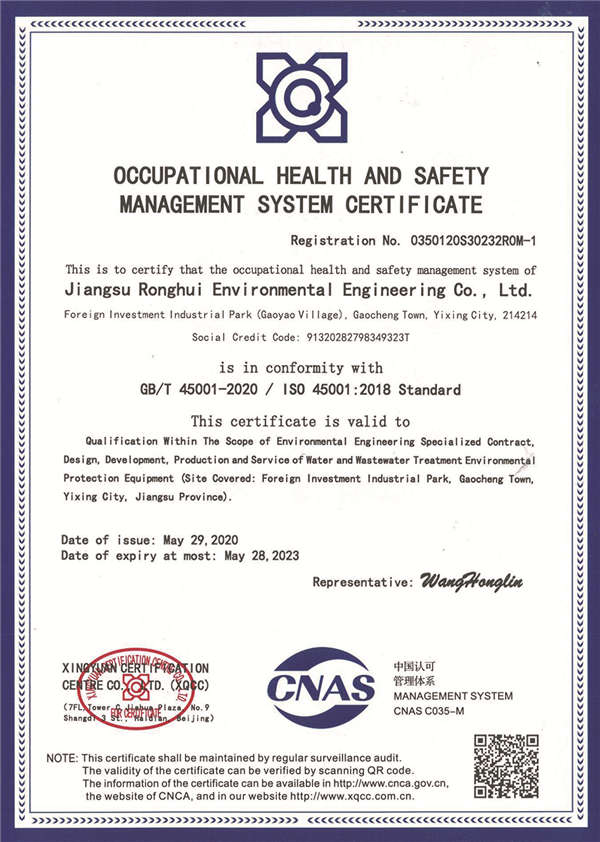 OCCUPATIONAL HEALTH AND SAFETY
MANAGEMENT SYSTEM CERTIFICATE
Registration No. 0350120S30232R0M-1
This is to certify that the occupational health and safety management system of
Jiangsu Ronghui Environmental Engineering Co., Ltd.
Foreign Investment Industrial Park (Gaoyao Village), Gaocheng Town, Yixing City, 214214
Social Credit Code: 91320282798349323T
is in conformity with
GB/T 45001-2020 / ISO 45001:2018 Standard
This certificate is valid to
Qualification Within The Scope of Environmental Engineering Specialized Contract,
Design, Development, Production and Service of Water and Wastewater Treatment Environmental
Protection Equipment (Site Covered: Foreign Investment Industrial Park, Gaocheng Town,
Yixing City, Jiangsu Province).
Date of issue: May 29,2020
Date of expiry at most: May 28,2023
Representative: WangHonglin
XINGYUAN CERTIFICATION
CENTRE CO., LTD. (XQCC)
(7FL, Tower C Jiahua Plaza, No.9
Shangdi 3 St., Haidian, Beijing)
FOR CERTIFICATE
CNAS
中国认可
管理体系
MANAGEMENT SYSTEM
CNAS C035-M
NOTE: This certificate shall be maintained by regular surveillance audit.
The validity of the certificate can be verified by scanning QR code.
The information of the certificate can be available in http://www.cnca.gov.cn,
the website of CNCA, and in our website http://www.xqcc.com.cn.